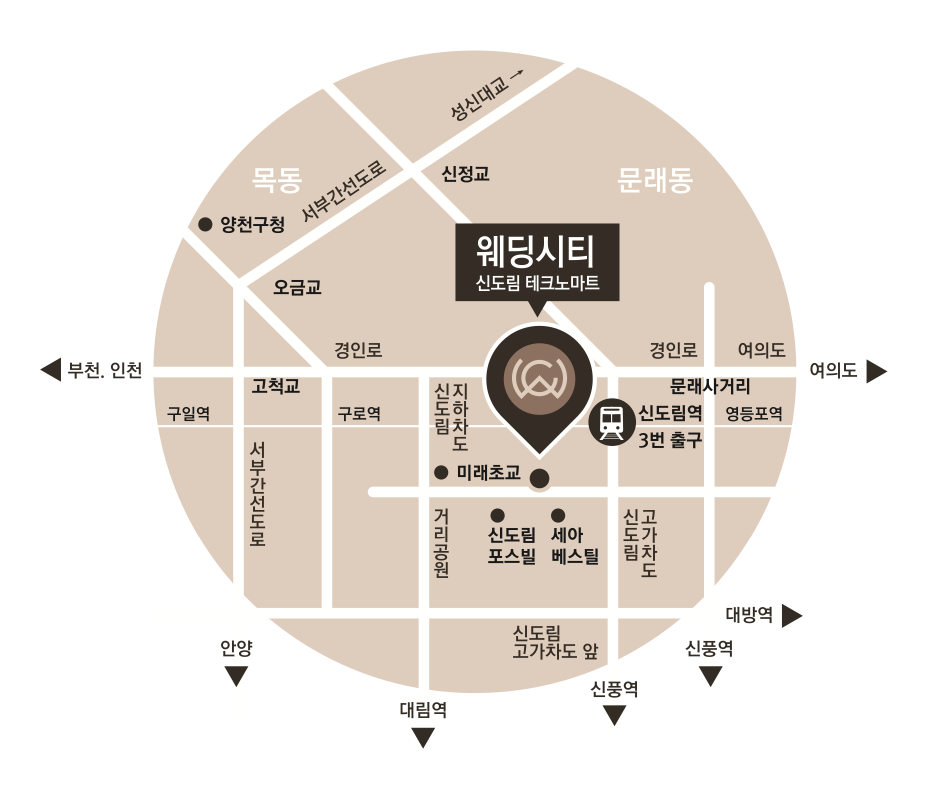 성신대교 →
목동
서부간선도로
신정교
문래동
양천구청
웨딩시티
신도림 테크노마트
오금교
경인로
경인로
여의도
부천. 인천
여의도
고척교
문래사거리
구일역
구로역
신도림
지하차도
신도림역
3번 출구
영등포역
서부간선도로
미래초교
거리공원
신도림
포스빌
세아
베스틸
신도림
고가차도
대방역
신도림
고가차도 앞
안양
신풍역
신풍역
대림역